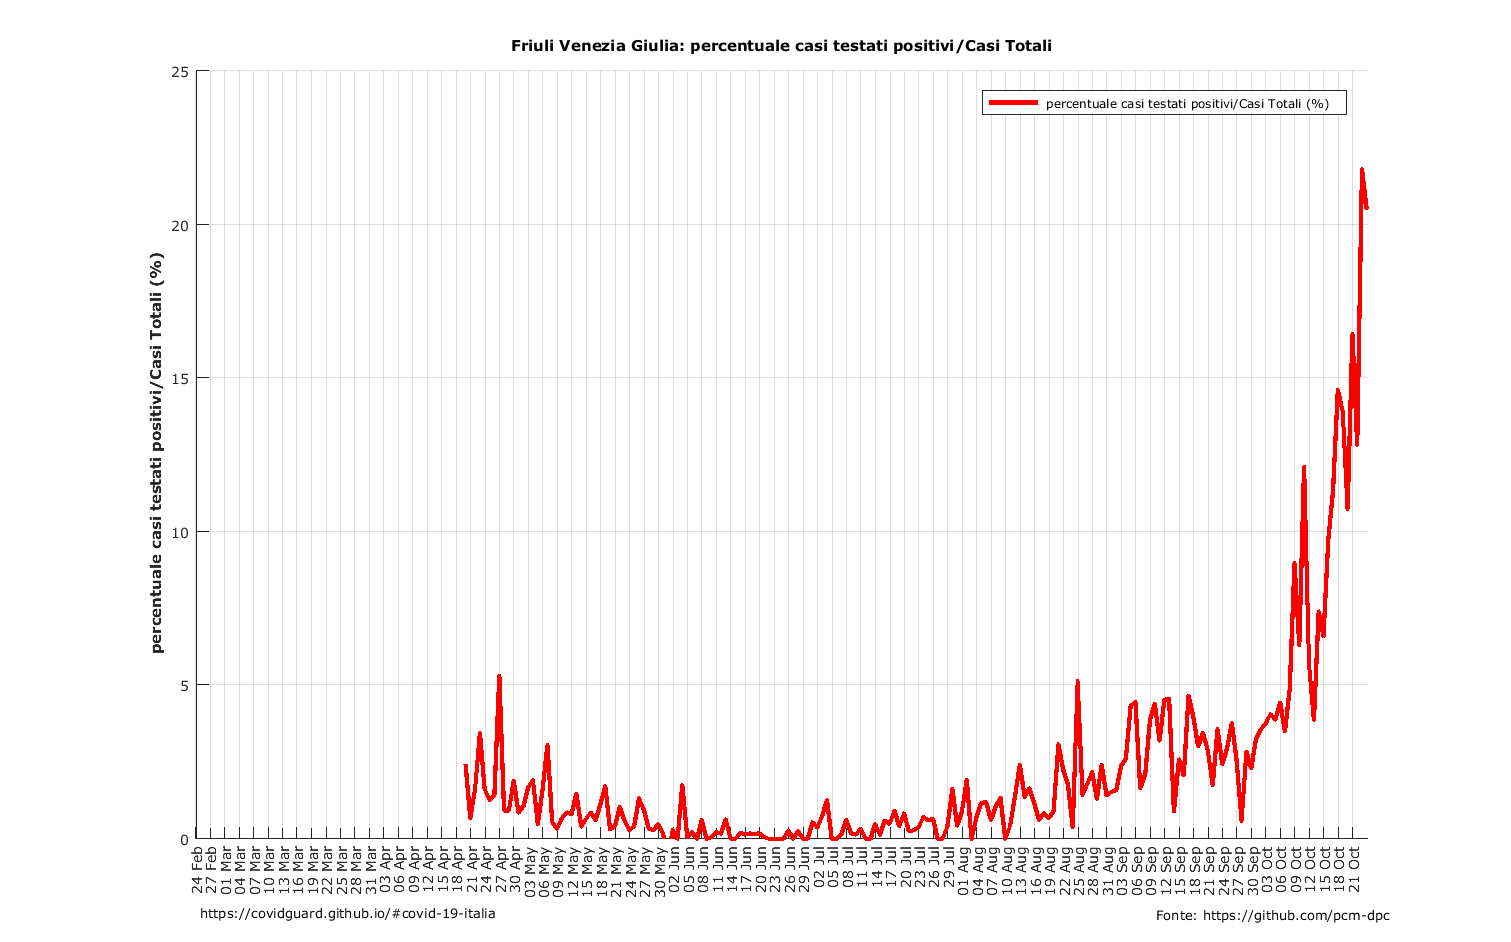 Friuli Venezia Giulia: percentuale casi testati positivi/Casi Totali
percentuale casi testati positivi/Casi Totali (%)
percentuale casi testati positivi/Casi Totali (%)
25
20
15
10
5
0
24 Feb
27 Feb
01 Mar
04 Mar
07 Mar
10 Mar
13 Mar
16 Mar
19 Mar
22 Mar
25 Mar
28 Mar
31 Mar
03 Apr
06 Apr
09 Apr
12 Apr
15 Apr
18 Apr
21 Apr
24 Apr
27 Apr
30 Apr
03 May
06 May
09 May
12 May
15 May
18 May
21 May
24 May
27 May
30 May
02 Jun
05 Jun
08 Jun
11 Jun
14 Jun
17 Jun
20 Jun
23 Jun
26 Jun
29 Jun
02 Jul
05 Jul
08 Jul
11 Jul
14 Jul
17 Jul
20 Jul
23 Jul
26 Jul
29 Jul
01 Aug
04 Aug
07 Aug
10 Aug
13 Aug
16 Aug
19 Aug
22 Aug
25 Aug
28 Aug
31 Aug
03 Sep
06 Sep
09 Sep
12 Sep
15 Sep
18 Sep
21 Sep
24 Sep
27 Sep
30 Sep
03 Oct
06 Oct
09 Oct
12 Oct
15 Oct
18 Oct
21 Oct
https://covidguard.github.io/#covid-19-italia
Fonte: https://github.com/pcm-dpc